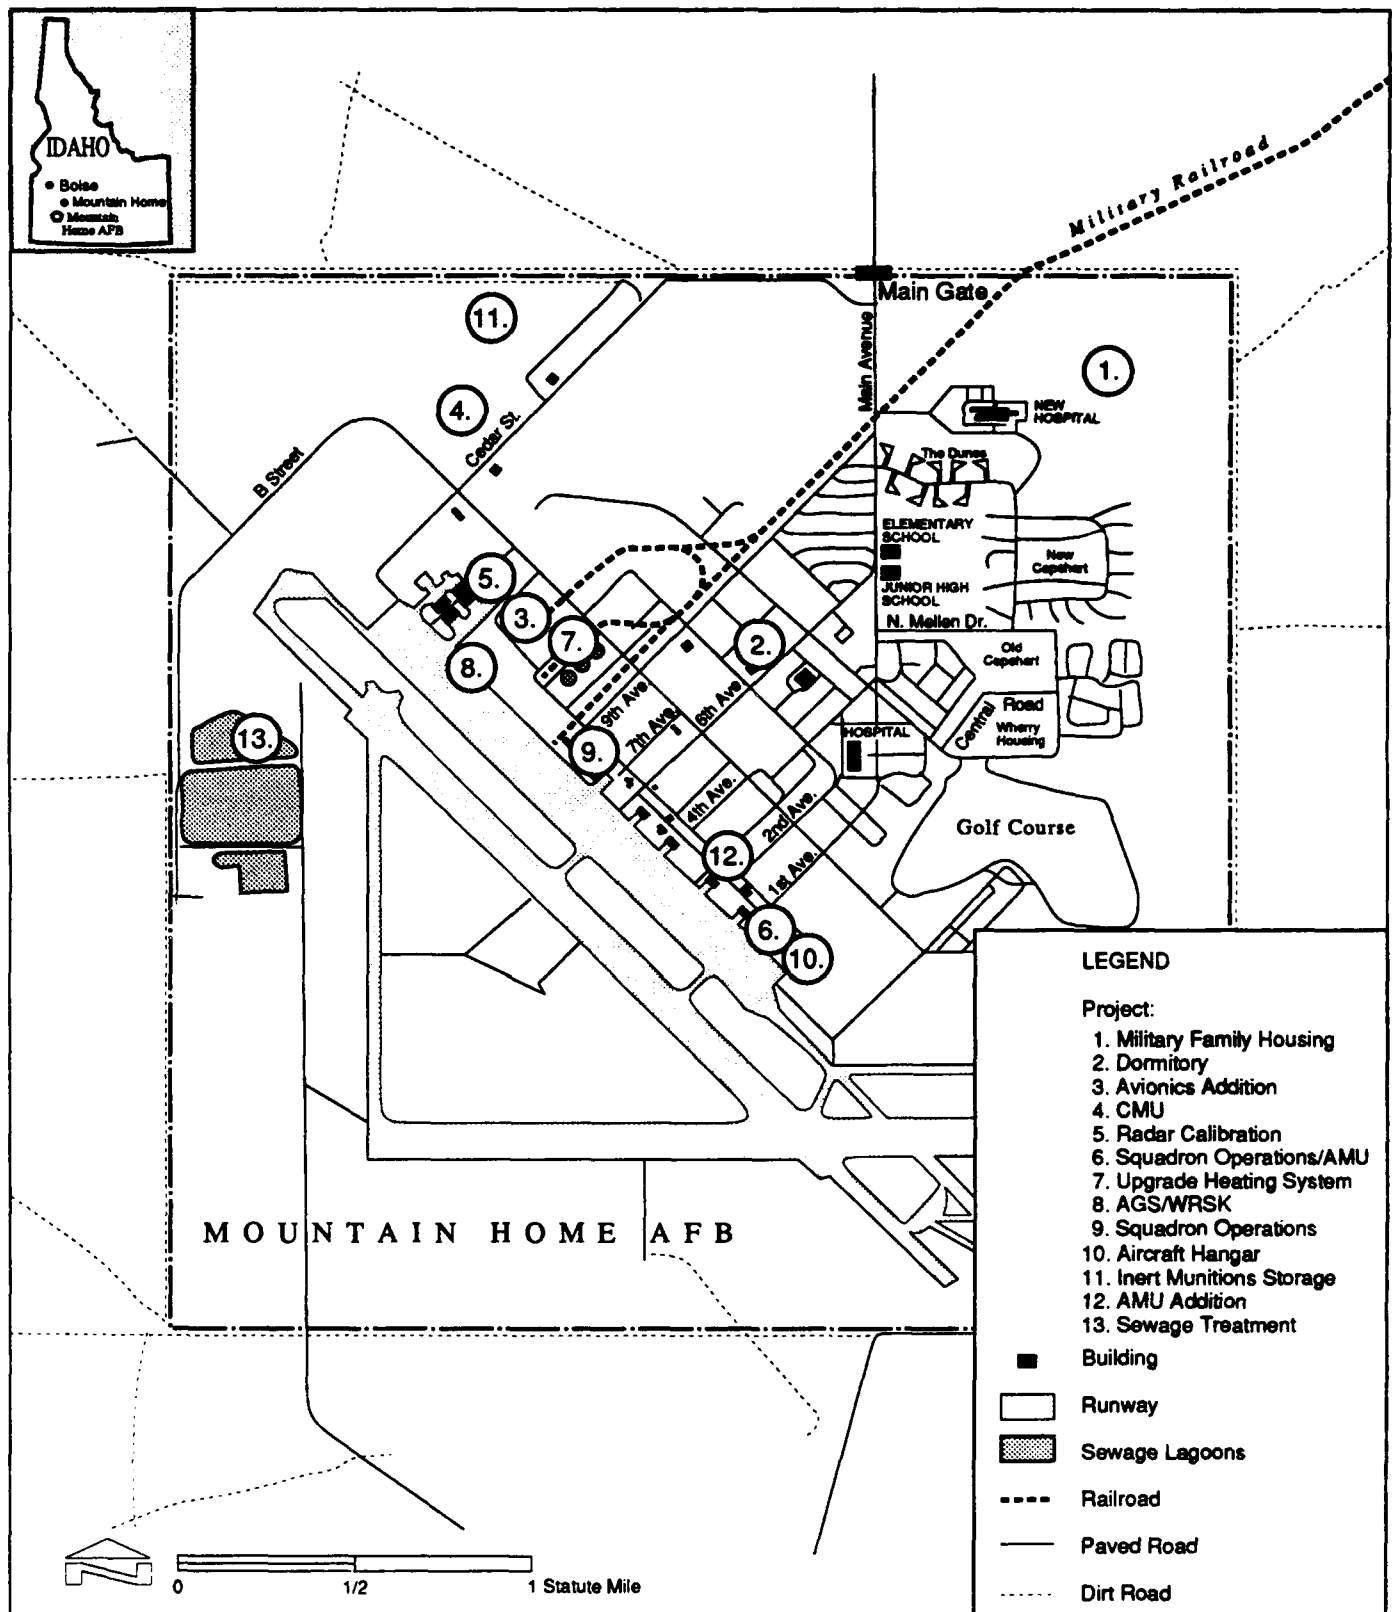 IDAHO
Boise
Mountain Home
Mountain
Home AFB
Military Railroad
Main Gate
Main Avenue
11.
1.
4.
Cedar St.
B Street
NEW
HOSPITAL
The Dunes
ELEMENTARY
SCHOOL
New
Capehart
JUNIOR HIGH
SCHOOL
N. Mellen Dr.
5.
3.
7.
2.
8.
Old
Capehart
9th Ave.
7th Ave.
6th Ave.
Central Road
Wherry
Housing
HOSPITAL
13.
9.
4th Ave.
2nd Ave.
Golf Course
12.
1st Ave.
6.
10.
MOUNTAIN HOME AFB
LEGEND
Project:
1. Military Family Housing
2. Dormitory
3. Avionics Addition
4. CMU
5. Radar Calibration
6. Squadron Operations/AMU
7. Upgrade Heating System
8. AGS/WRSK
9. Squadron Operations
10. Aircraft Hangar
11. Inert Munitions Storage
12. AMU Addition
13. Sewage Treatment
Building
Runway
Sewage Lagoons
Railroad
Paved Road
Dirt Road
N
0 1/2 1 Statute Mile